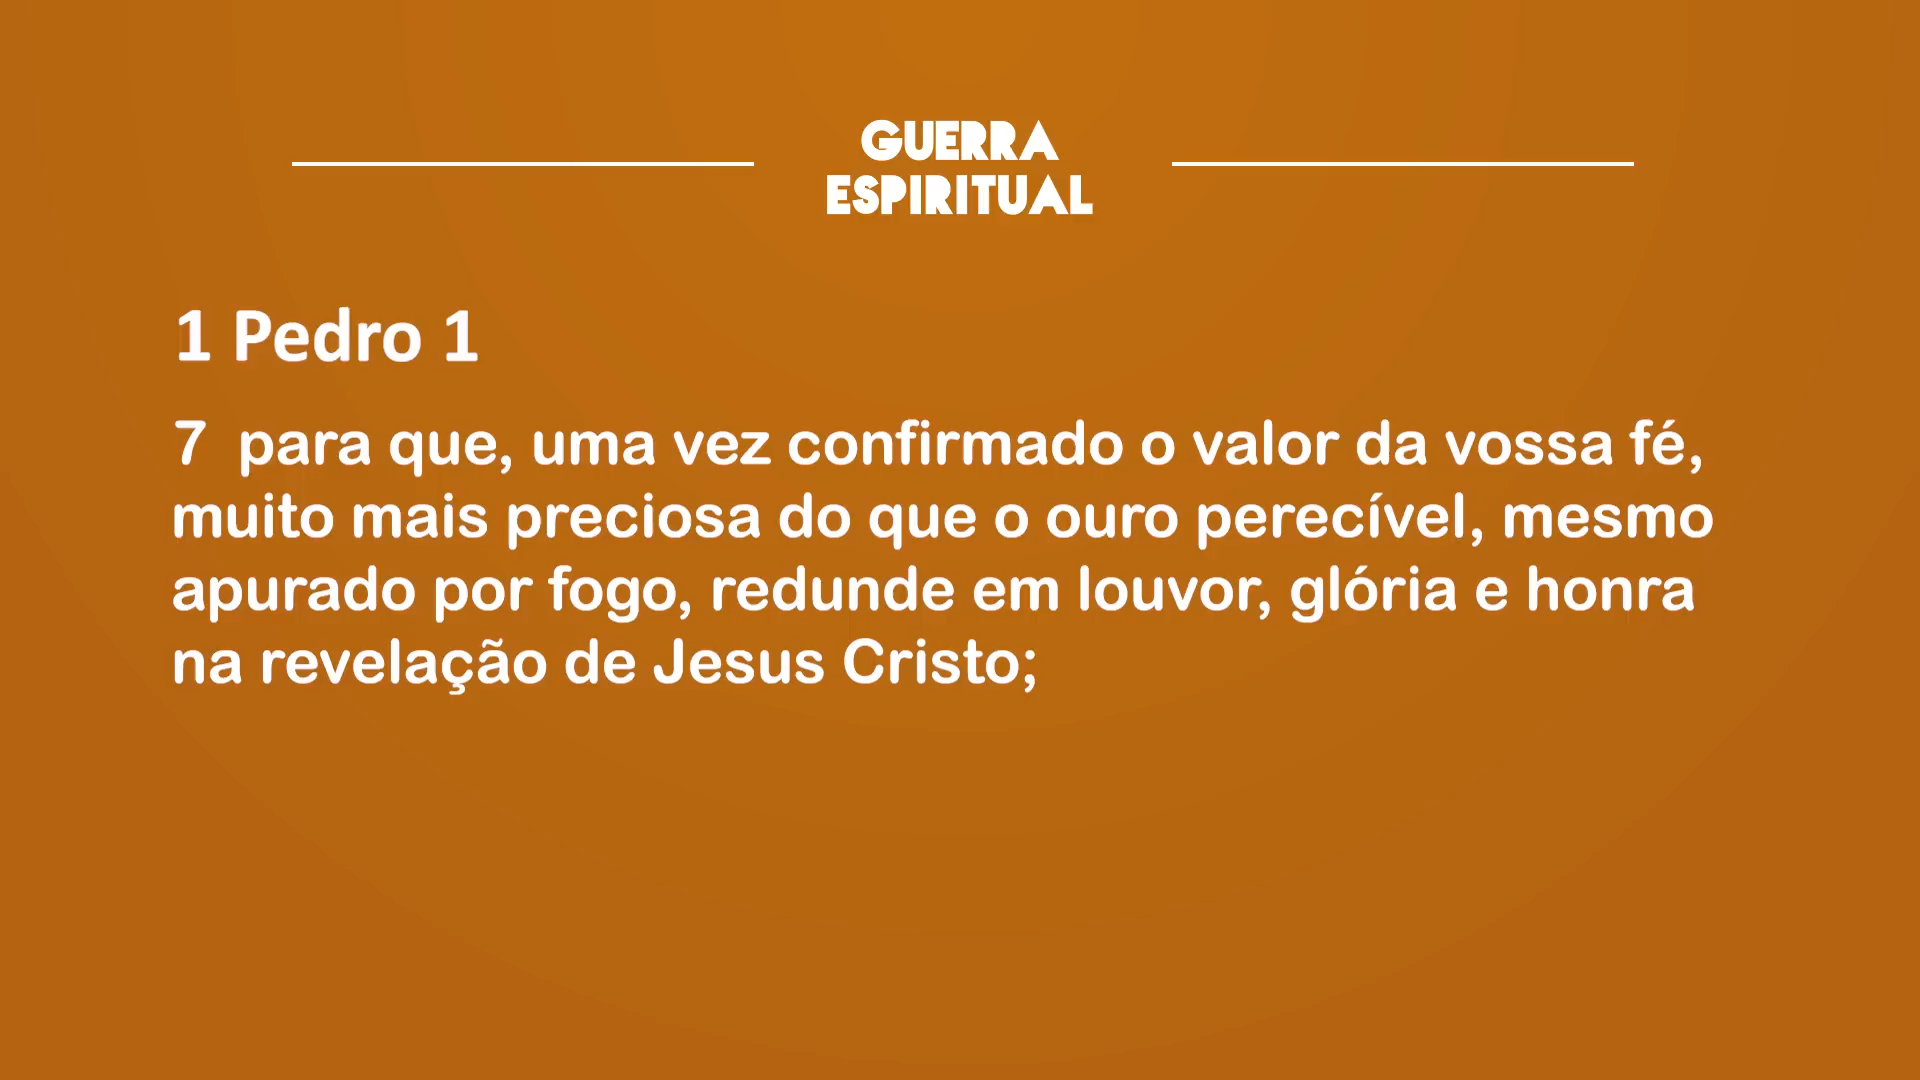 GUERRA
ESPIRITUAL
1 Pedro 1
7 para que, uma vez confirmado o valor da vossa fé,
muito mais preciosa do que o ouro perecível, mesmo
apurado por fogo, redunde em louvor, glória e honra
na revelação de Jesus Cristo;